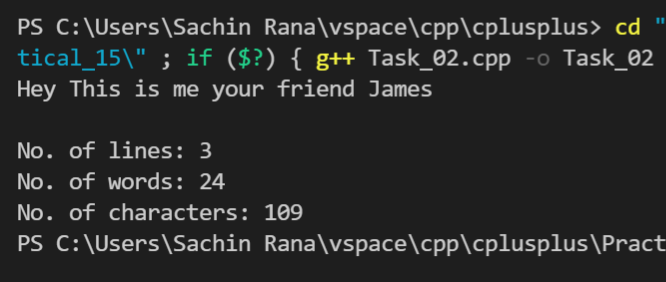 PS C:\Users\Sachin Rana\vspace\cpp\cplusplus> cd "
tical_15\" ; if ($?) { g++ Task_02.cpp -o Task_02
Hey This is me your friend James
No. of lines: 3
No. of words: 24
No. of characters: 109
PS C:\Users\Sachin Rana\vspace\cpp\cplusplus\Pract